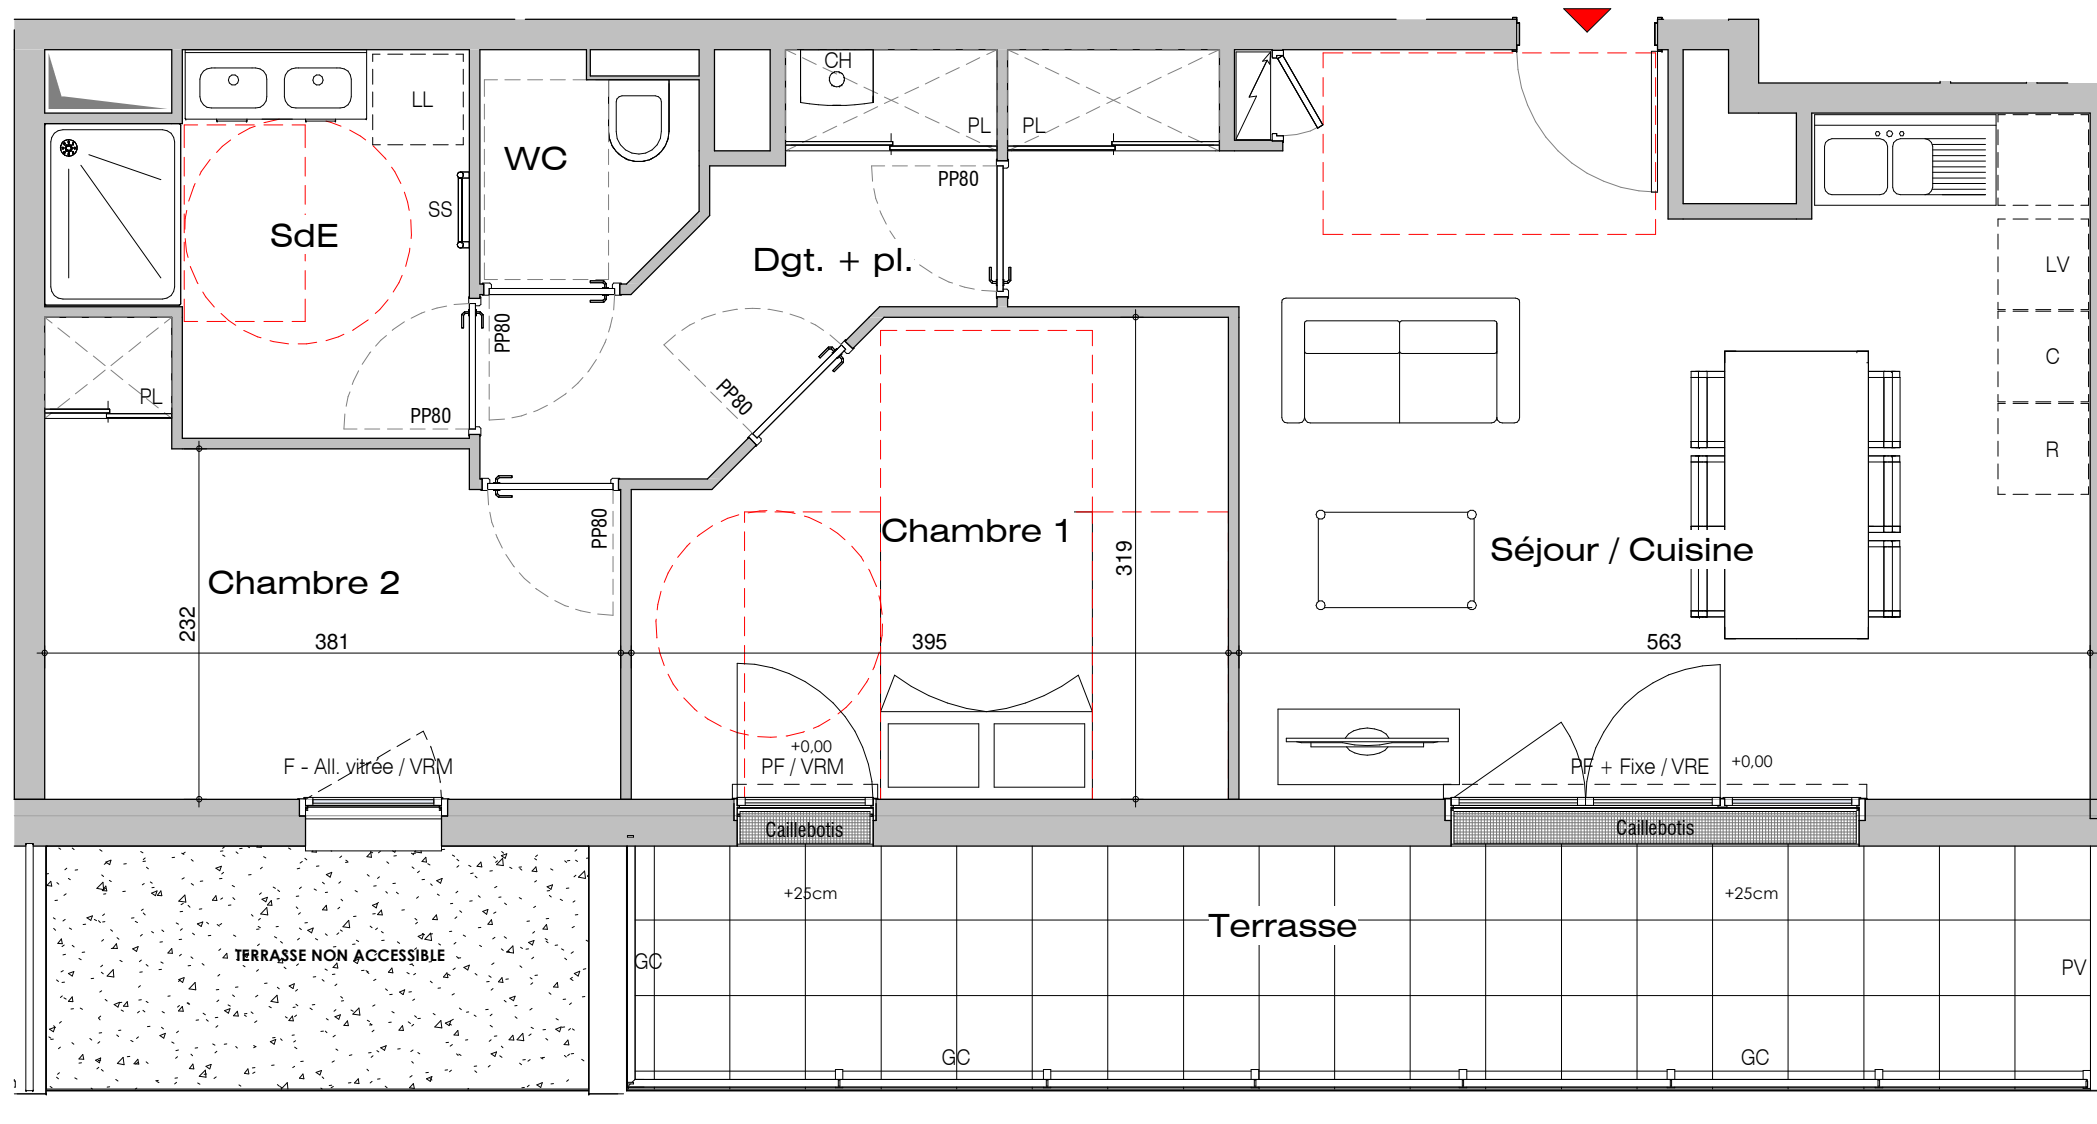 CH
LL
PL
PL
WC
PP80
SS
SdE
Dgt. + pl.
LV
PP80
C
PL
PP80
PP80
R
Chambre 1
PP80
Séjour / Cuisine
319
Chambre 2
232
381
395
563
+0,00
F - All. vitrée / VRM
PF / VRM
PF + Fixe / VRE
+0,00
Caillebotis
Caillebotis
+25cm
+25cm
Terrasse
TERRASSE NON ACCESSIBLE
GC
PV
GC
GC